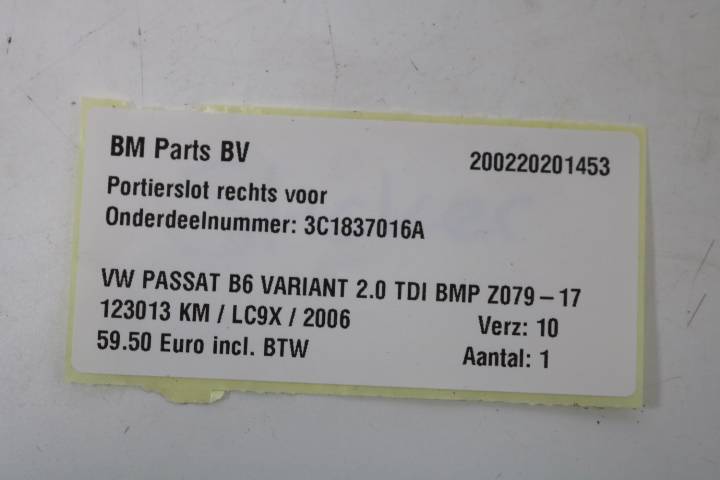 BM Parts BV 200220201453
Portierslot rechts voor
Onderdeelnummer: 3C1837016A
VW PASSAT B6 VARIANT 2.0 TDI BMP Z079-17
123013 KM / LC9X / 2006 Verz: 10
59.50 Euro incl. BTW Aantal: 1